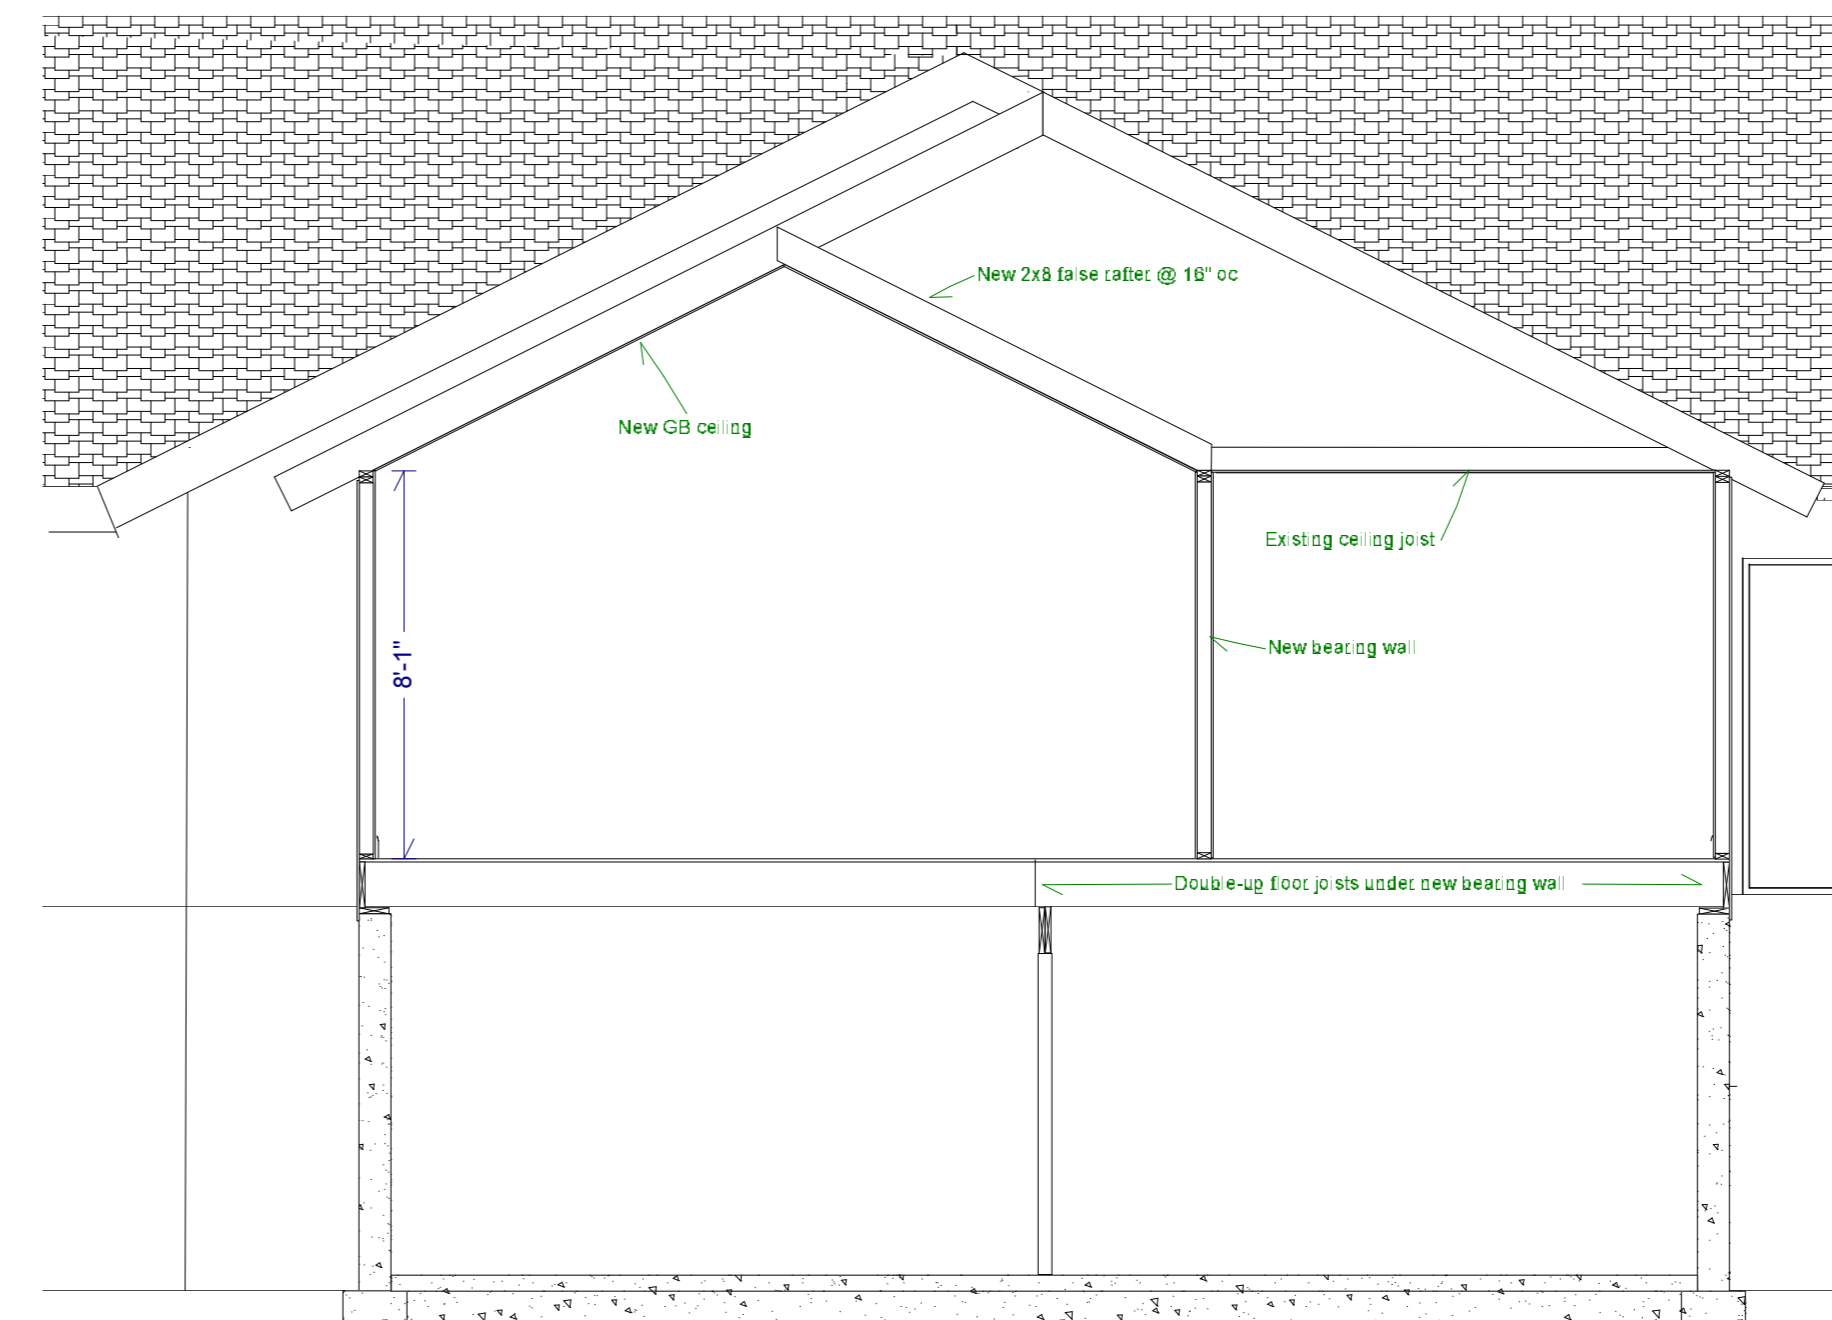 New 2x8 false rafter @ 16" oc
New GB ceiling
Existing ceiling joist
8'-1"
New bearing wall
Double-up floor joists under new bearing wall